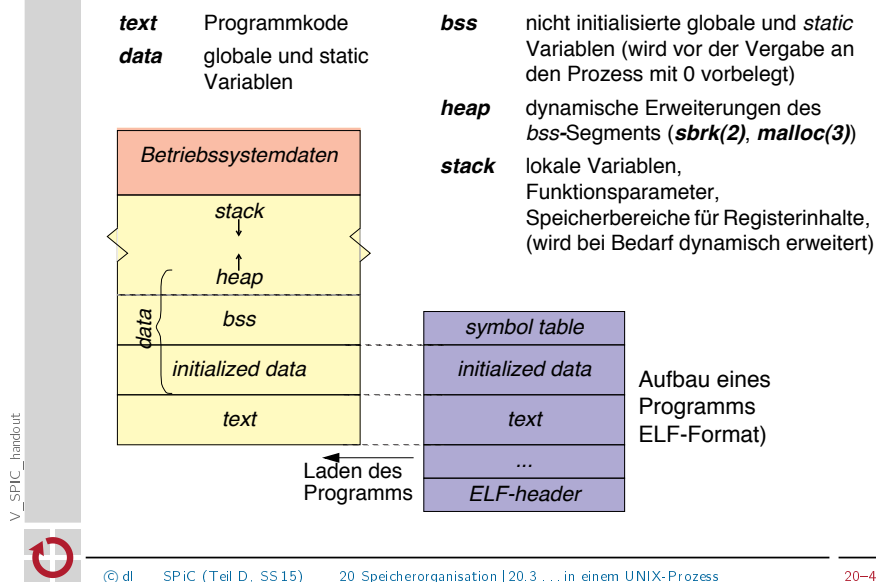 text Programmkode
data globale und static
Variablen
bss nicht initialisierte globale und static
Variablen (wird vor der Vergabe an
den Prozess mit 0 vorbelegt)
heap dynamische Erweiterungen des
bss-Segments (sbrk(2), malloc(3))
stack lokale Variablen,
Funktionsparameter,
Speicherbereiche für Registerinhalte,
(wird bei Bedarf dynamisch erweitert)
Betriebssystemdaten
stack
heap
data
bss
initialized data
text
symbol table
initialized data
text
...
ELF-header
Aufbau eines
Programms
ELF-Format)
Laden des
Programms
V_SPIC_handout
© dl SPiC (Teil D, SS 15) 20 Speicherorganisation | 20.3 . . . in einem UNIX-Prozess 20–4